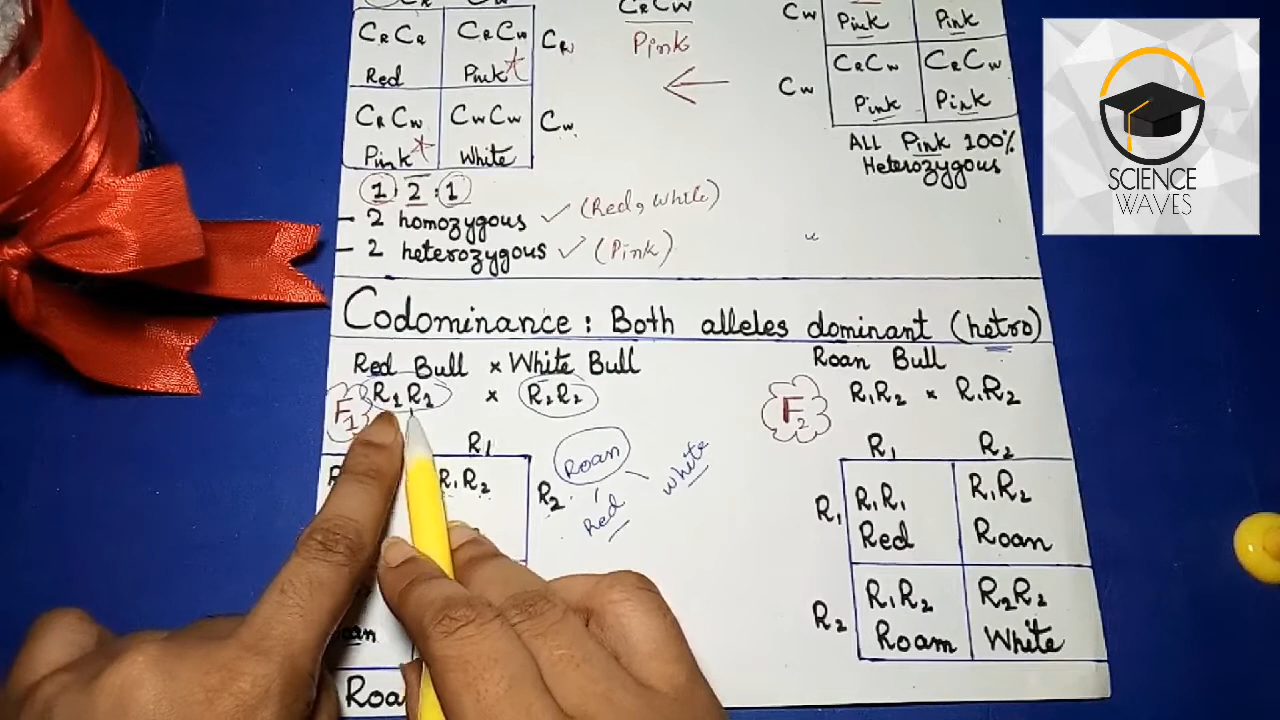 CRCR CRCW CR
Red Pink
CRCW CWCW CW
Pink White
1 : 2 : 1
- 2 homozygous (Red, White)
- 2 heterozygous (Pink)
CRCW
Pink
CW Pink Pink
CW CRCW CRCW
Pink Pink
ALL Pink 100%
Heterozygous
SCIENCE
WAVES
Codominance : Both alleles dominant (hetro)
Red Bull × White Bull
R2R2 × R2R2
F1
R1
R1R2 R2
Roan
Red
White
Roa
Roan Bull
F2
R1R2 × R1R2
R1 R2
R1 R1R1 R1R2
Red Roan
R2 R1R2 R2R2
Roam White